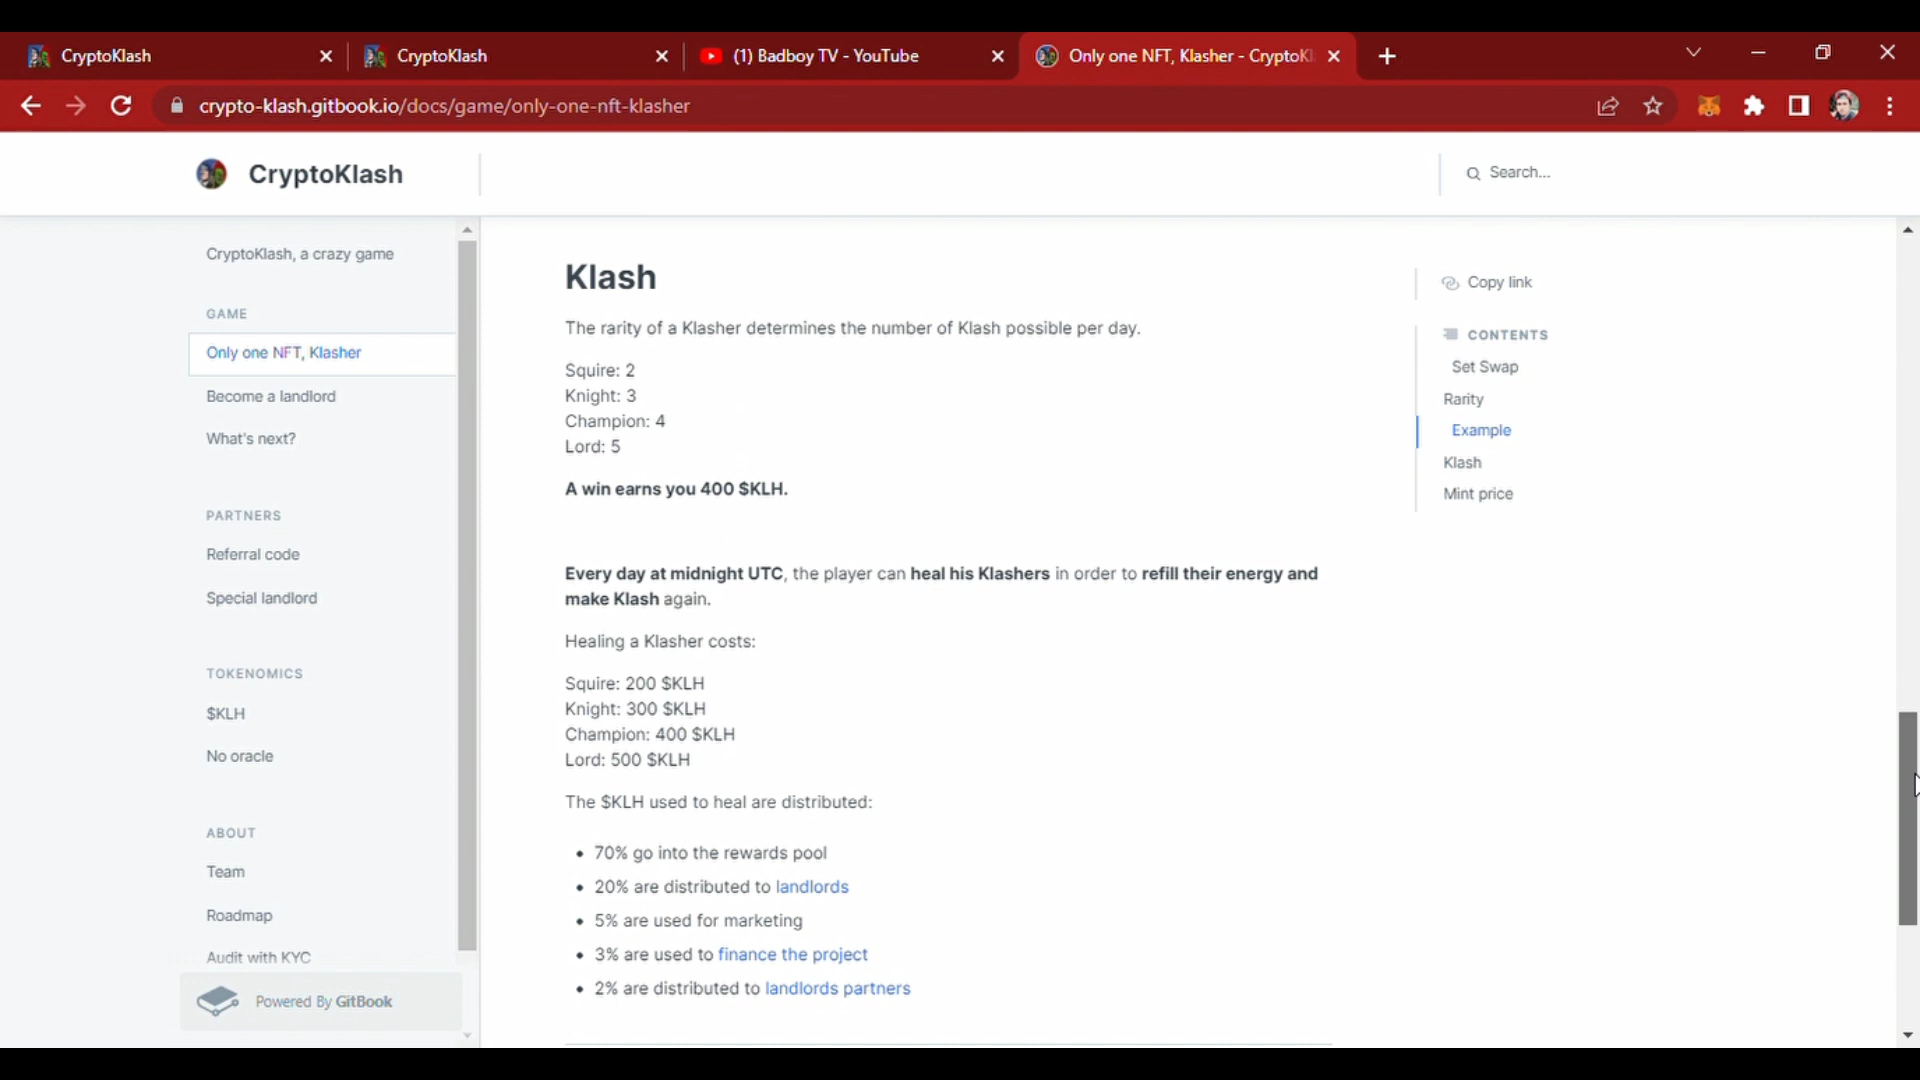 CryptoKlash
CryptoKlash
(1) Badboy TV - YouTube
Only one NFT, Klasher - CryptoKl
crypto-klash.gitbook.io/docs/game/only-one-nft-klasher
CryptoKlash
Search...
CryptoKlash, a crazy game
GAME
Only one NFT, Klasher
Become a landlord
What's next?
PARTNERS
Referral code
Special landlord
TOKENOMICS
$KLH
No oracle
ABOUT
Team
Roadmap
Audit with KYC
Powered By GitBook
Klash
The rarity of a Klasher determines the number of Klash possible per day.
Squire: 2
Knight: 3
Champion: 4
Lord: 5
A win earns you 400 $KLH.
Every day at midnight UTC, the player can heal his Klashers in order to refill their energy and
make Klash again.
Healing a Klasher costs:
Squire: 200 $KLH
Knight: 300 $KLH
Champion: 400 $KLH
Lord: 500 $KLH
The $KLH used to heal are distributed:
• 70% go into the rewards pool
• 20% are distributed to landlords
• 5% are used for marketing
• 3% are used to finance the project
• 2% are distributed to landlords partners
Copy link
CONTENTS
Set Swap
Rarity
Example
Klash
Mint price